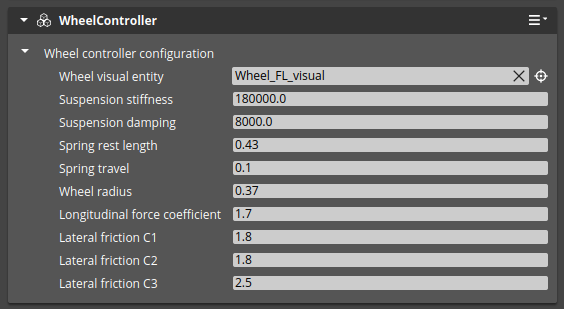 WheelController
Wheel controller configuration
Wheel visual entity Wheel_FL_visual
Suspension stiffness 180000.0
Suspension damping 8000.0
Spring rest length 0.43
Spring travel 0.1
Wheel radius 0.37
Longitudinal force coefficient 1.7
Lateral friction C1 1.8
Lateral friction C2 1.8
Lateral friction C3 2.5